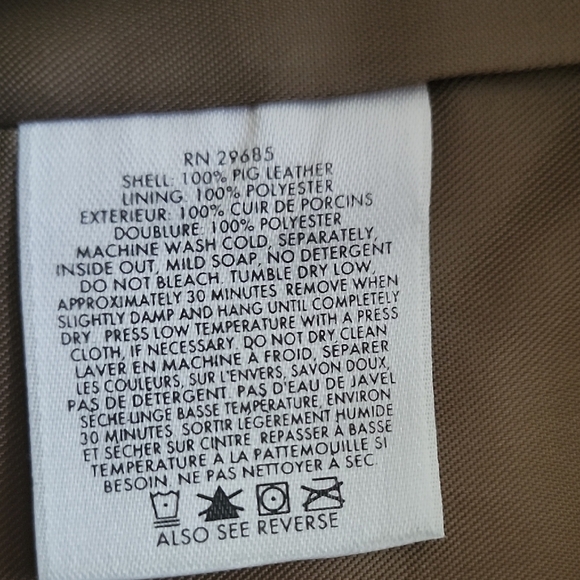 RN 29685
SHELL: 100% PIG LEATHER
LINING: 100% POLYESTER
EXTERIEUR: 100% CUIR DE PORCINS
DOUBLURE: 100% POLYESTER
MACHINE WASH COLD, SEPARATELY,
INSIDE OUT, MILD SOAP, NO DETERGENT
DO NOT BLEACH. TUMBLE DRY LOW,
APPROXIMATELY 30 MINUTES. REMOVE WHEN
SLIGHTLY DAMP AND HANG UNTIL COMPLETELY
DRY. PRESS LOW TEMPERATURE WITH A PRESS
CLOTH, IF NECESSARY. DO NOT DRY CLEAN
LAVER EN MACHINE À FROID, SÉPARER
LES COULEURS, SUR L'ENVERS, SAVON DOUX,
PAS DE DETERGENT. PAS D'EAU DE JAVEL
SÈCHE-LINGE BASSE TEMPÉRATURE, ENVIRON
30 MINUTES. SORTIR LÉGÈREMENT HUMIDE
ET SÉCHER SUR CINTRE. REPASSER À BASSE
TEMPERATURE À LA PATTEMOUILLE SI
BESOIN. NE PAS NETTOYER À SEC
ALSO SEE REVERSE